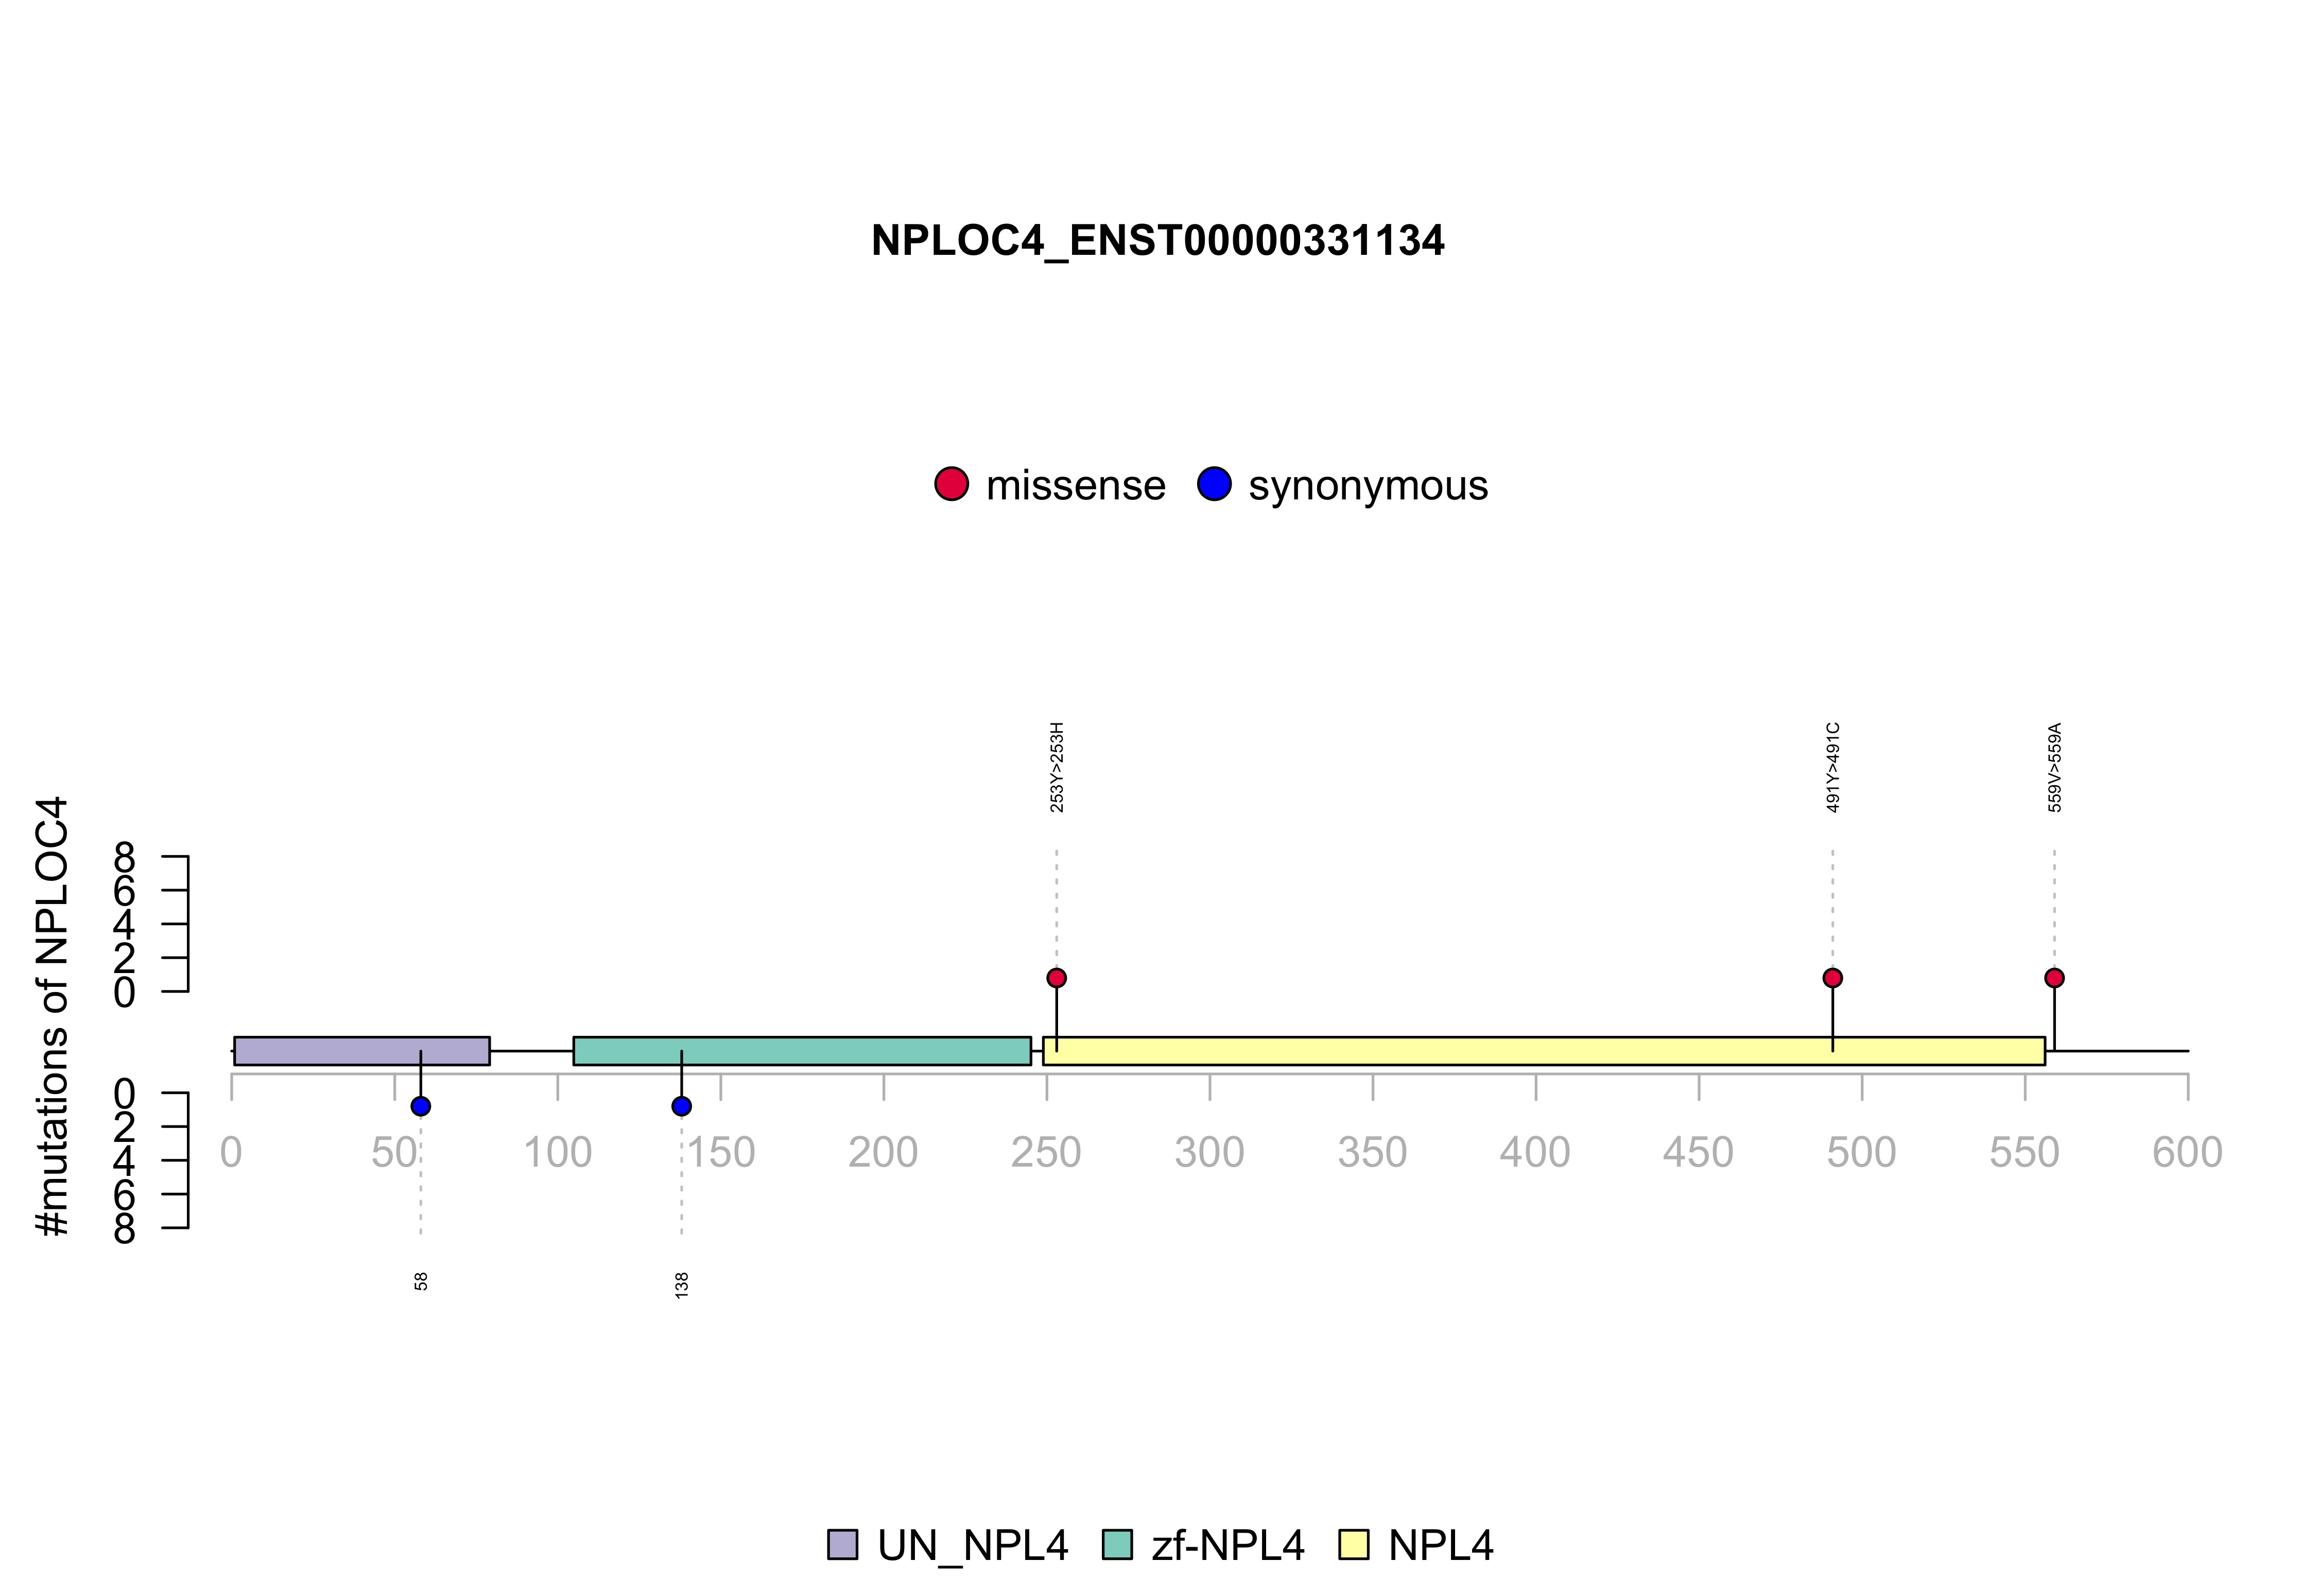 NPLOC4_ENST00000331134
missense synonymous
253Y>253H
491Y>491C
559V>559A
#mutations of NPLOC4
8
6
4
2
0
0
2
4
6
8
0 50 100 150 200 250 300 350 400 450 500 550 600
58
138
UN_NPL4 zf-NPL4 NPL4